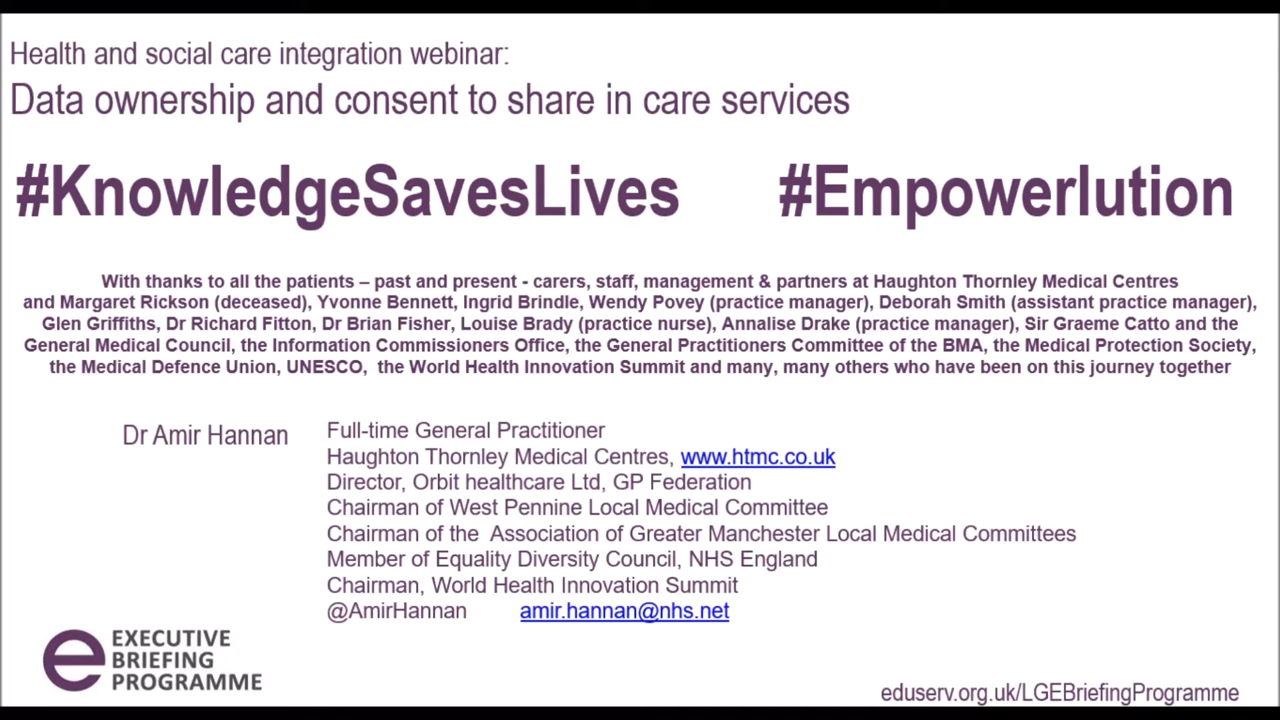 Health and social care integration webinar:
Data ownership and consent to share in care services
#KnowledgeSavesLives #Empowerlution
With thanks to all the patients – past and present - carers, staff, management & partners at Haughton Thornley Medical Centres
and Margaret Rickson (deceased), Yvonne Bennett, Ingrid Brindle, Wendy Povey (practice manager), Deborah Smith (assistant practice manager),
Glen Griffiths, Dr Richard Fitton, Dr Brian Fisher, Louise Brady (practice nurse), Annalise Drake (practice manager), Sir Graeme Catto and the
General Medical Council, the Information Commissioners Office, the General Practitioners Committee of the BMA, the Medical Protection Society,
the Medical Defence Union, UNESCO, the World Health Innovation Summit and many, many others who have been on this journey together
Dr Amir Hannan
Full-time General Practitioner
Haughton Thornley Medical Centres, www.htmc.co.uk
Director, Orbit healthcare Ltd, GP Federation
Chairman of West Pennine Local Medical Committee
Chairman of the Association of Greater Manchester Local Medical Committees
Member of Equality Diversity Council, NHS England
Chairman, World Health Innovation Summit
@AmirHannan amir.hannan@nhs.net
e EXECUTIVE
BRIEFING
PROGRAMME
eduserv.org.uk/LGEBriefingProgramme